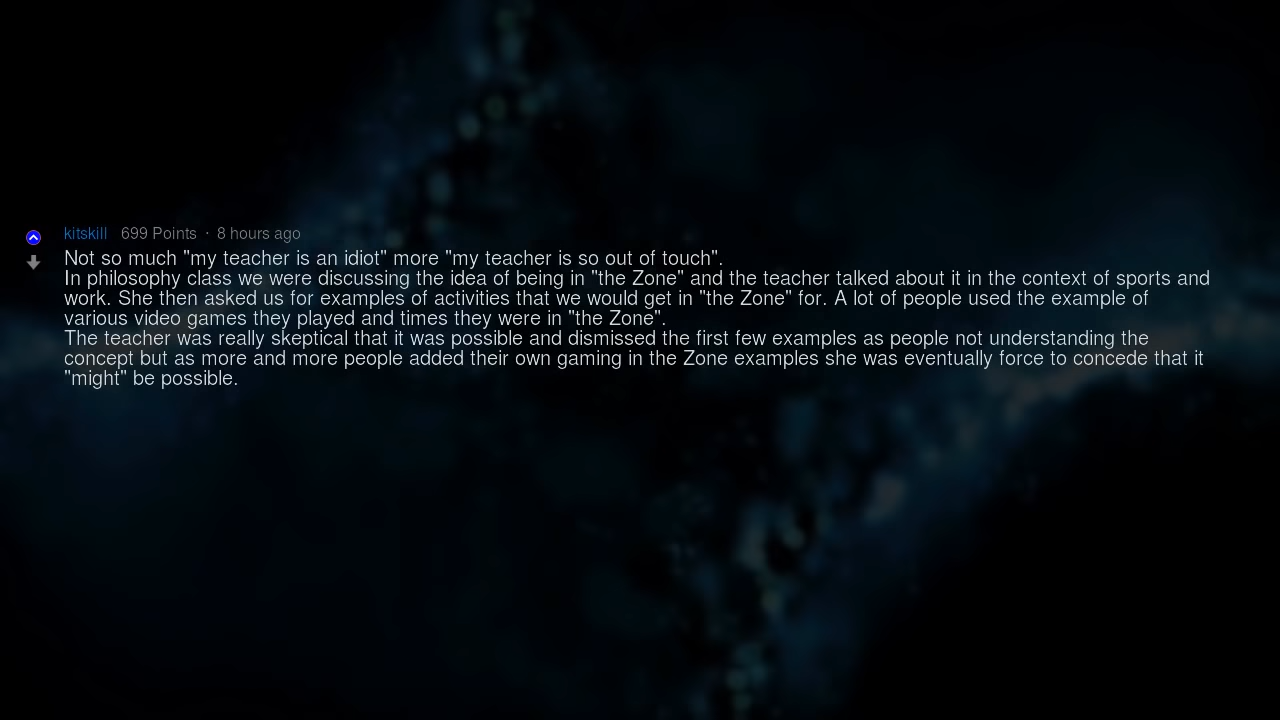 kitskill 699 Points · 8 hours ago
Not so much "my teacher is an idiot" more "my teacher is so out of touch".
In philosophy class we were discussing the idea of being in "the Zone" and the teacher talked about it in the context of sports and
work. She then asked us for examples of activities that we would get in "the Zone" for. A lot of people used the example of
various video games they played and times they were in "the Zone".
The teacher was really skeptical that it was possible and dismissed the first few examples as people not understanding the
concept but as more and more people added their own gaming in the Zone examples she was eventually force to concede that it
"might" be possible.